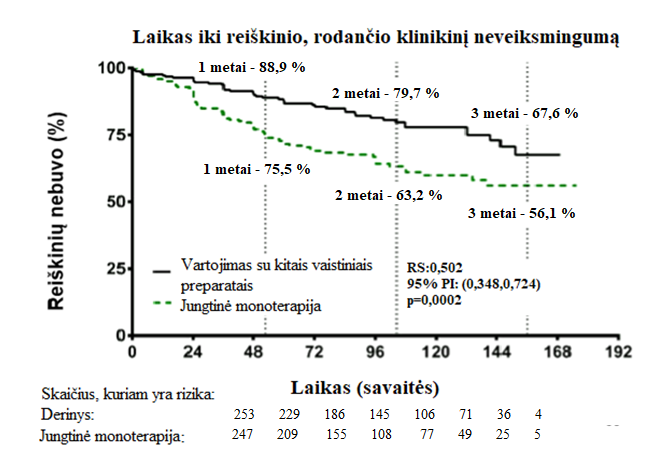 Laikas iki reiškinio, rodančio klinikinį neveiksmingumą
Reiškinių nebuvo (%)
100
75
50
25
0
1 metai - 88,9 %
2 metai - 79,7 %
3 metai - 67,6 %
1 metai - 75,5 %
2 metai - 63,2 %
3 metai - 56,1 %
Vartojimas su kitais vaistiniais
preparatais
Jungtinė monoterapija
RS:0,502
95% PI: (0,348,0,724)
p=0,0002
0 24 48 72 96 120 144 168 192
Laikas (savaitės)
Skaičius, kuriam yra rizika:
Derinys: 253 229 186 145 106 71 36 4
Jungtinė monoterapija: 247 209 155 108 77 49 25 5